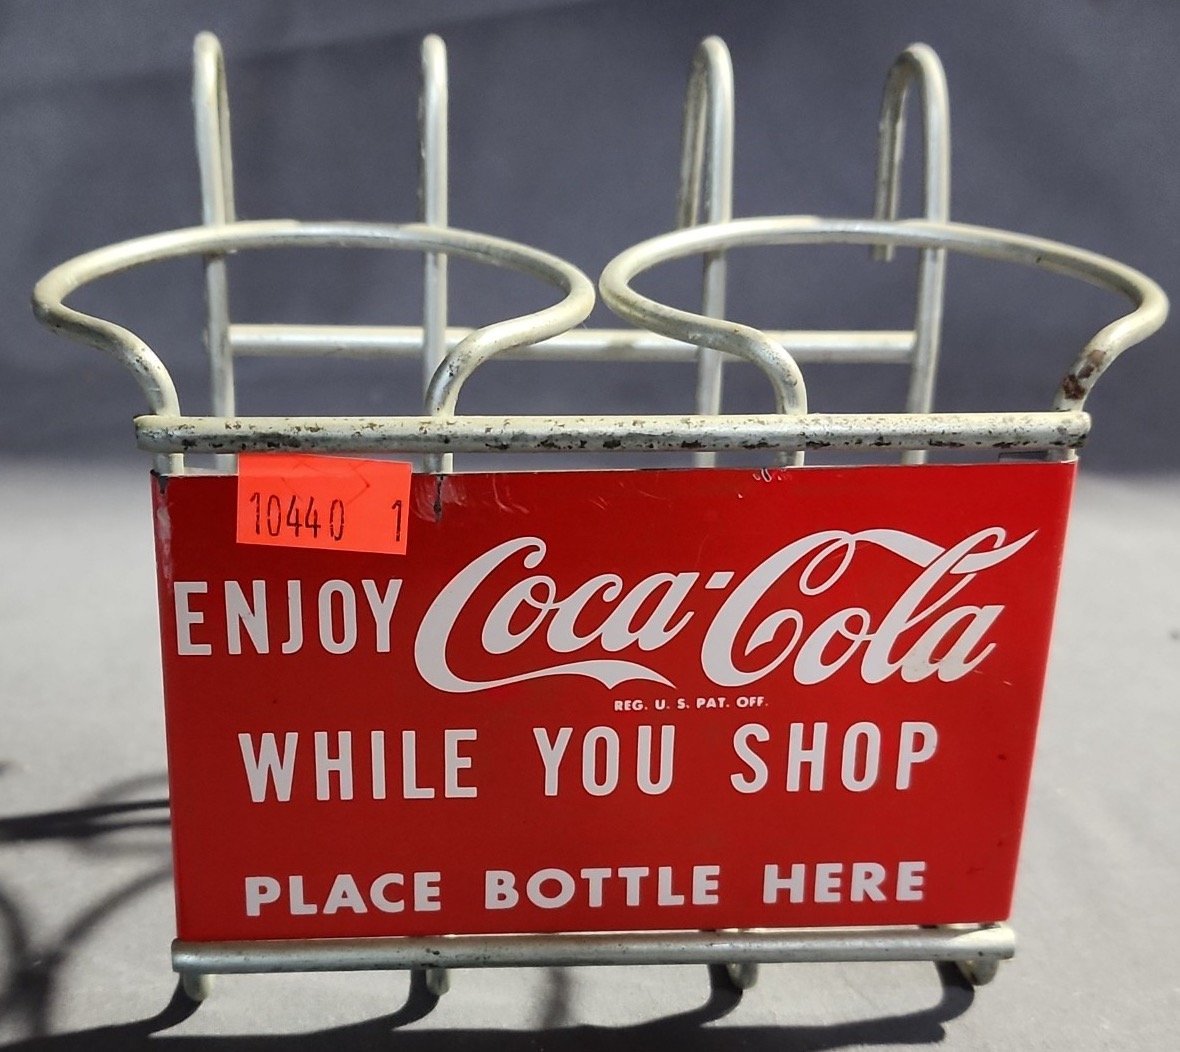 10440 1
ENJOY Coca-Cola
REG. U. S. PAT. OFF.
WHILE YOU SHOP
PLACE BOTTLE HERE